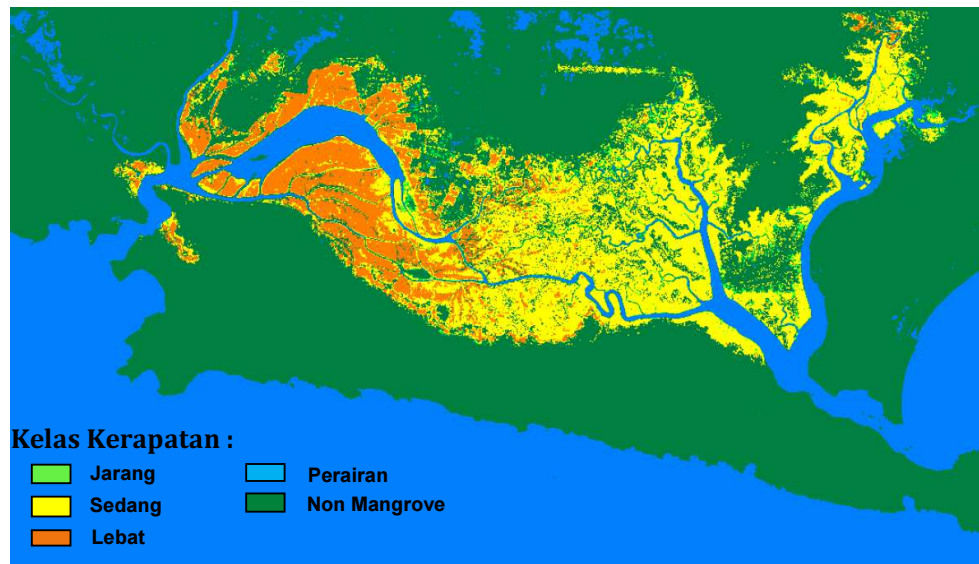 Kelas Kerapatan :
Jarang
Sedang
Lebat
Perairan
Non Mangrove